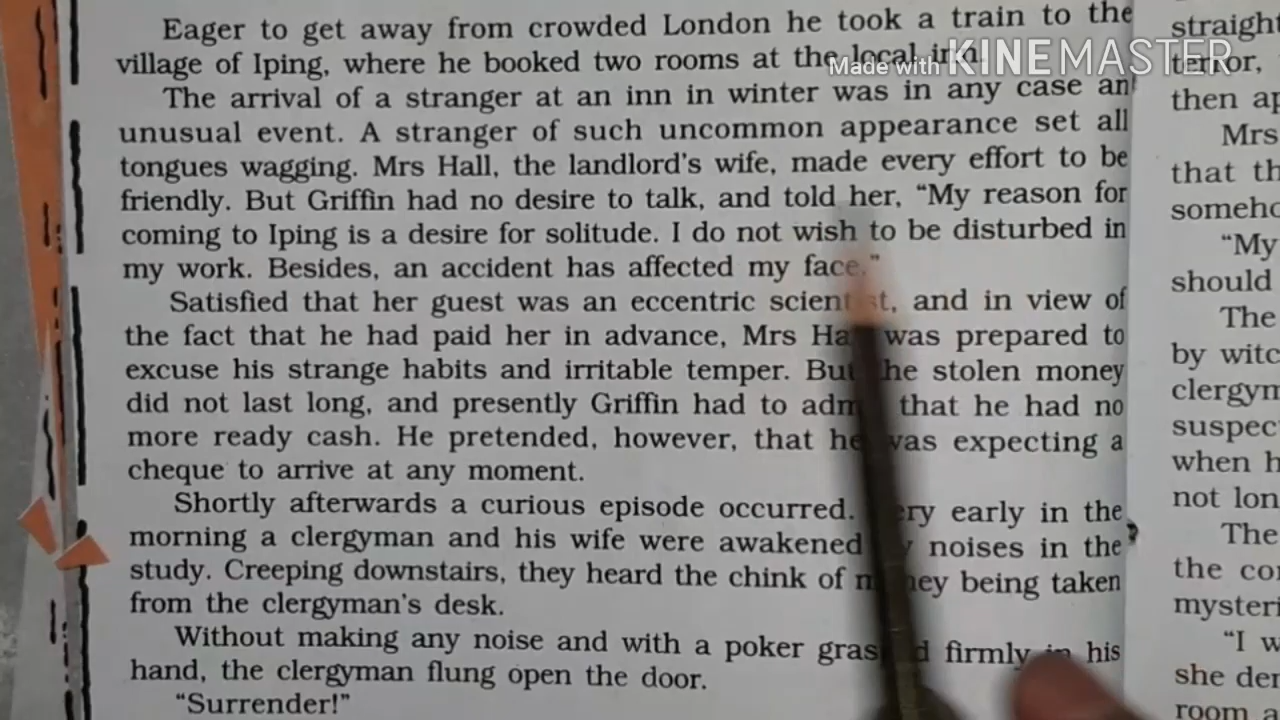 Eager to get away from crowded London he took a train to the
village of Iping, where he booked two rooms at the local inn.
Made with KINEMASTER
The arrival of a stranger at an inn in winter was in any case an
unusual event. A stranger of such uncommon appearance set all
tongues wagging. Mrs Hall, the landlord's wife, made every effort to be
friendly. But Griffin had no desire to talk, and told her, “My reason for
coming to Iping is a desire for solitude. I do not wish to be disturbed in
my work. Besides, an accident has affected my face.”
Satisfied that her guest was an eccentric scientist, and in view of
the fact that he had paid her in advance, Mrs Hall was prepared to
excuse his strange habits and irritable temper. But the stolen money
did not last long, and presently Griffin had to admit that he had no
more ready cash. He pretended, however, that he was expecting a
cheque to arrive at any moment.
Shortly afterwards a curious episode occurred. Very early in the
morning a clergyman and his wife were awakened by noises in the
study. Creeping downstairs, they heard the chink of money being taken
from the clergyman's desk.
Without making any noise and with a poker grasped firmly in his
hand, the clergyman flung open the door.
“Surrender!”
straight
terror,
then ap
Mrs
that th
someho
“My
should
The
by witc
clergym
suspec
when h
not lon
The
the co
mysteri
“I w
she der
room a